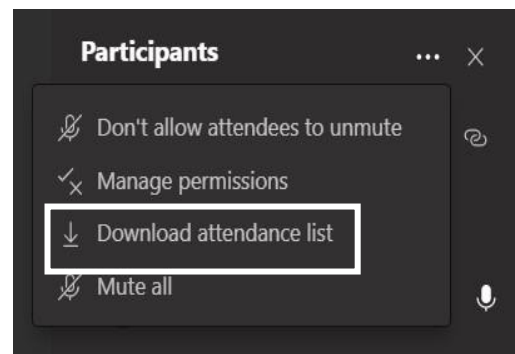 Participants
Don't allow attendees to unmute
Manage permissions
Download attendance list
Mute all